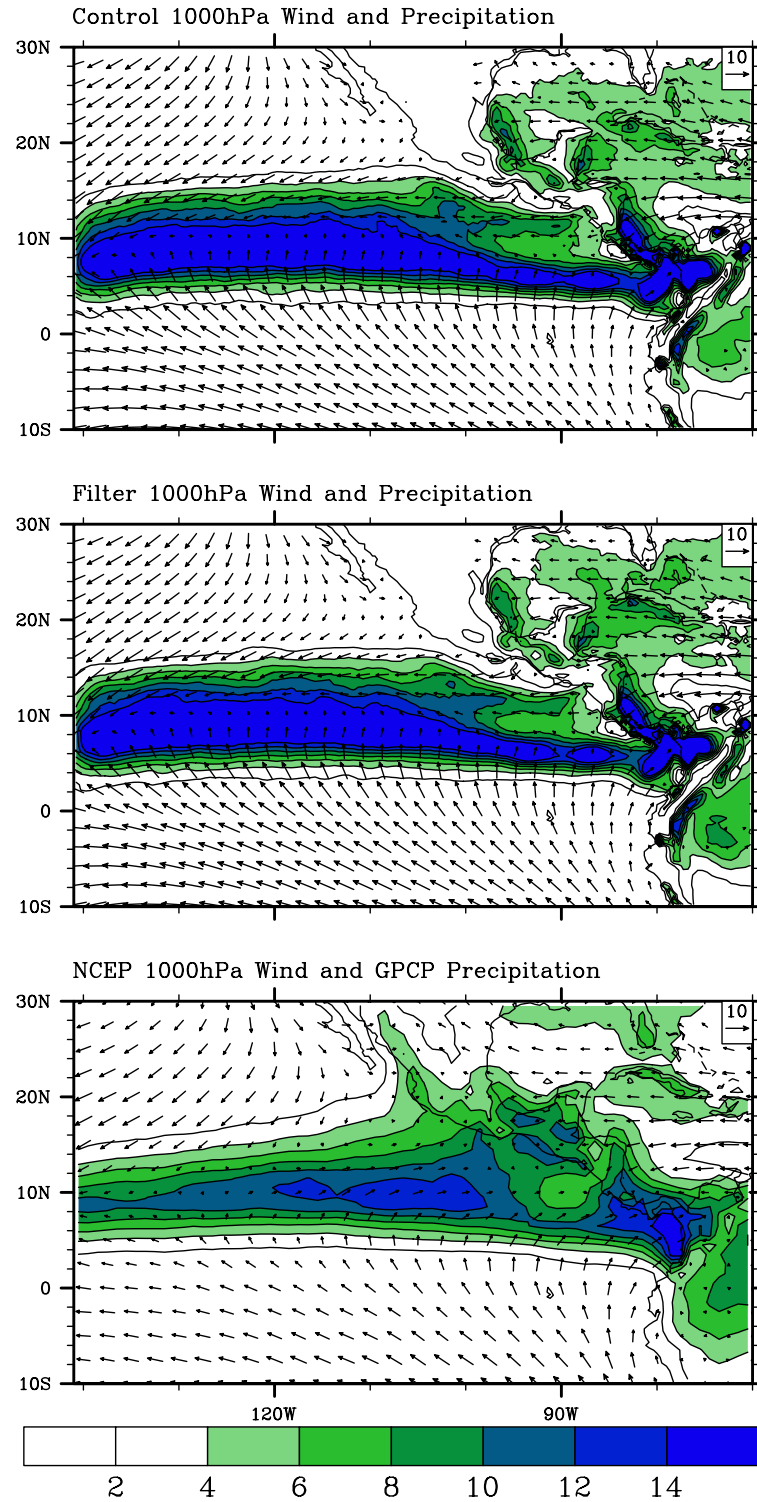 Control 1000hPa Wind and Precipitation
30N
10
20N
10N
0
10S
Filter 1000hPa Wind and Precipitation
30N
10
20N
10N
0
10S
NCEP 1000hPa Wind and GPCP Precipitation
30N
10
20N
10N
0
10S
120W 90W
2 4 6 8 10 12 14